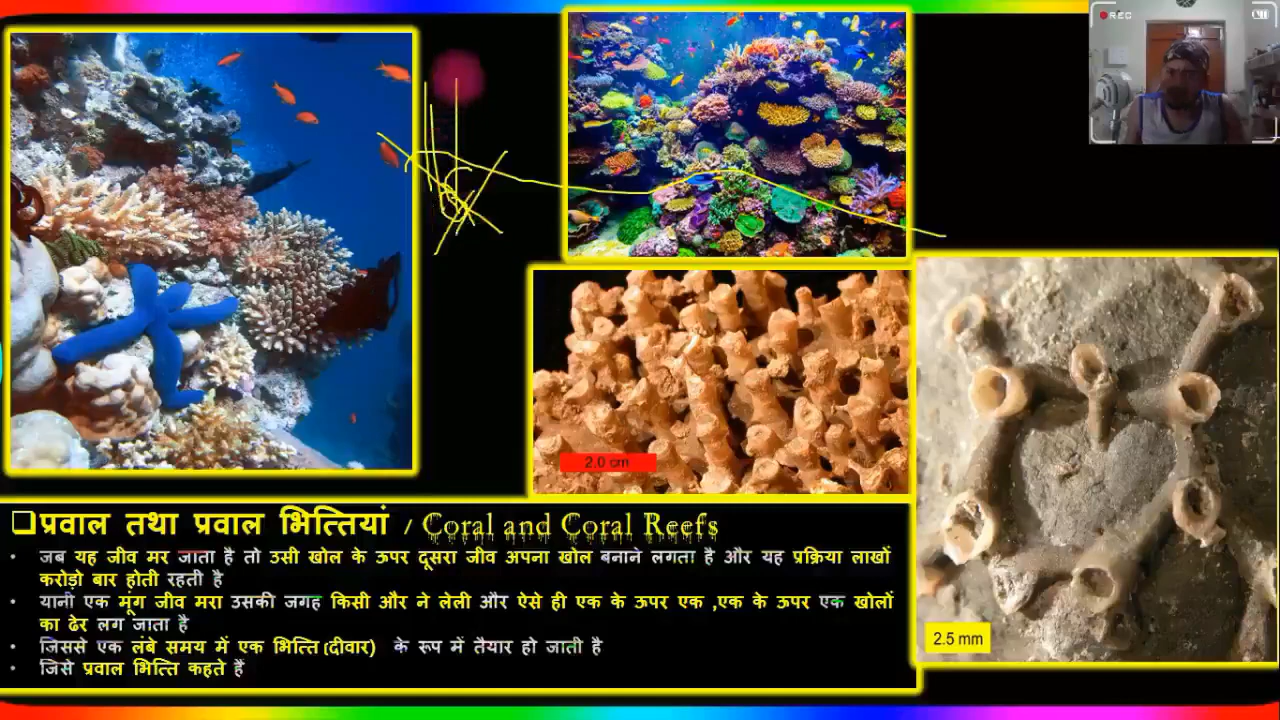 REC
2.0 cm
2.5 mm
प्रवाल तथा प्रवाल भित्तियां / Coral and Coral Reefs
• जब यह जीव मर जाता है तो उसी खोल के ऊपर दूसरा जीव अपना खोल बनाने लगता है और यह प्रक्रिया लाखों
करोड़ो बार होती रहती है
• यानी एक मूंग जीव मरा उसकी जगह किसी और ने लेली और ऐसे ही एक के ऊपर एक ,एक के ऊपर एक खोलों
का ढेर लग जाता है
• जिससे एक लंबे समय में एक भित्ति (दीवार) के रूप में तैयार हो जाती है
• जिसे प्रवाल भित्ति कहते हैं